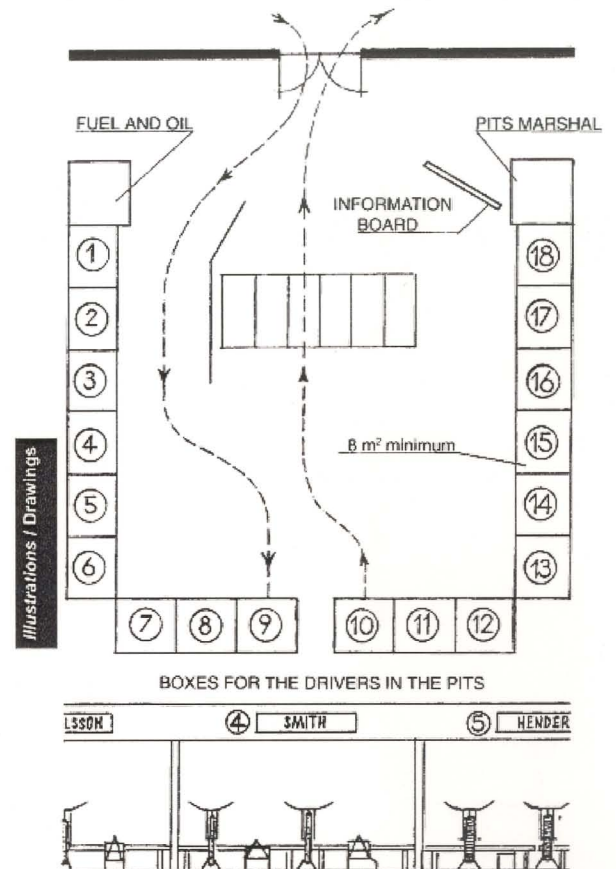 FUEL AND OIL
PITS MARSHAL
INFORMATION
BOARD
1
18
2
17
3
16
4
8 m² minimum
15
5
14
6
13
7
8
9
10
11
12
Illustrations / Drawings
BOXES FOR THE DRIVERS IN THE PITS
LSSON
4
SMITH
5
HENDER